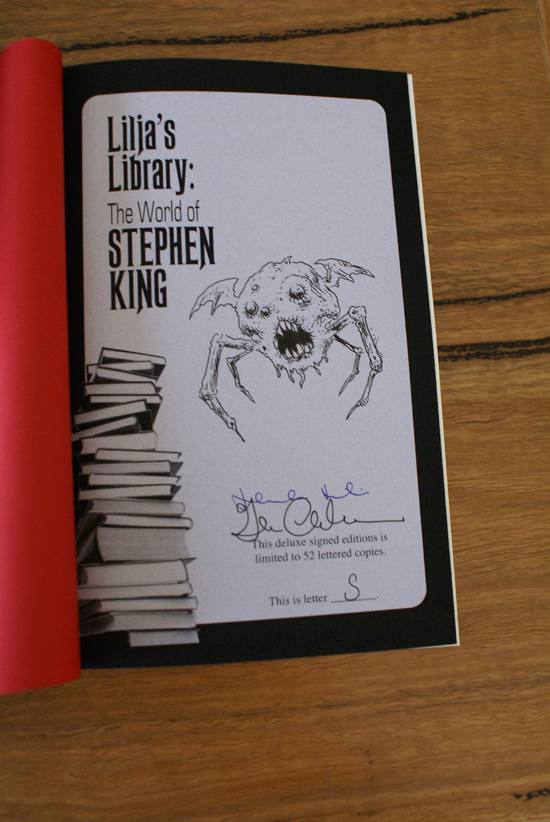 Lilja's
Library:
The World of
STEPHEN
KING
This deluxe signed editions is
limited to 52 lettered copies.
This is letter S.